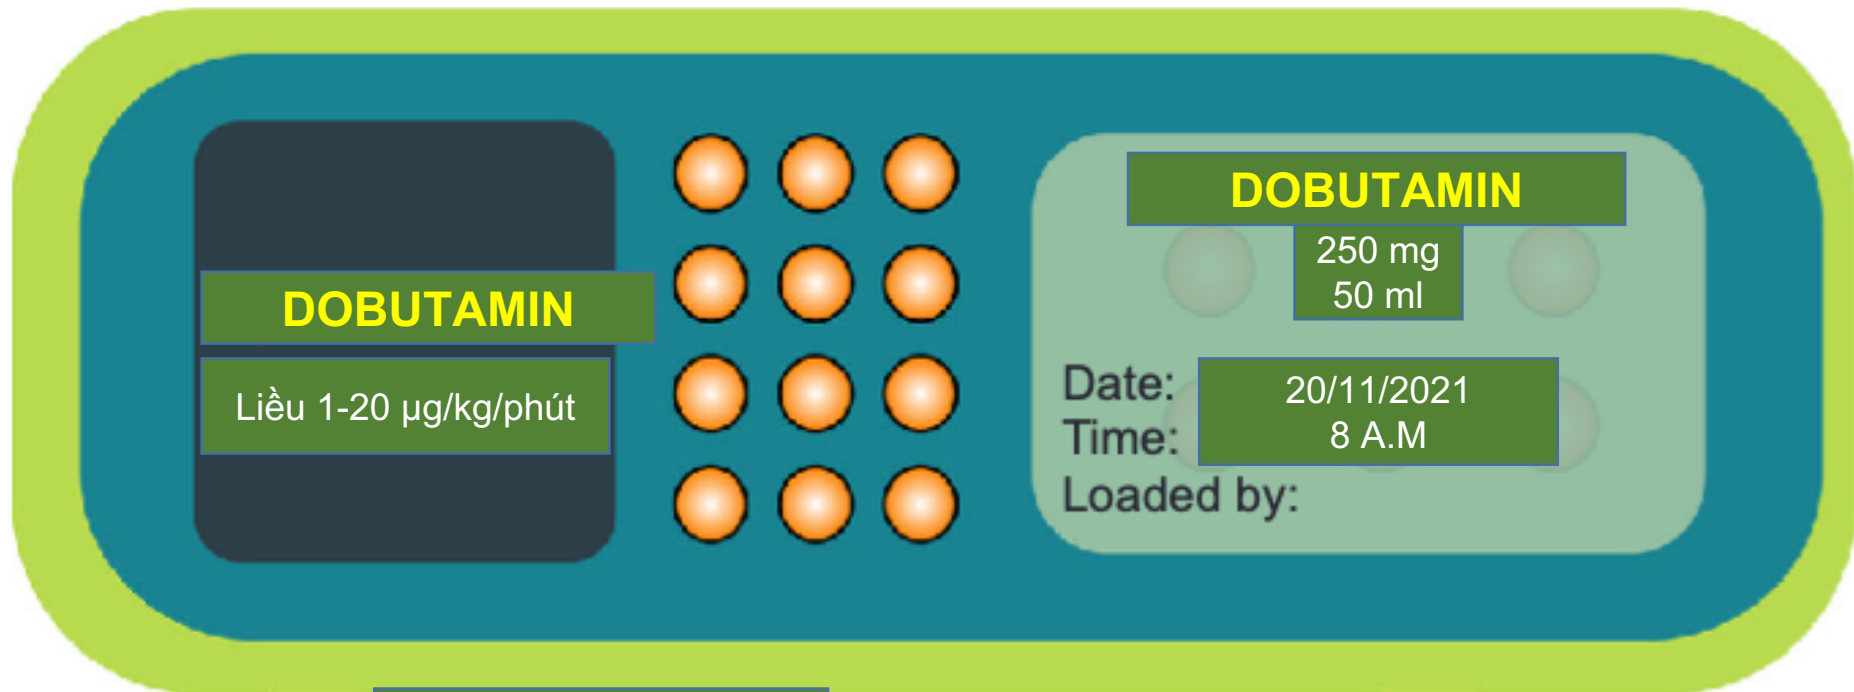 DOBUTAMIN
Liều 1-20 µg/kg/phút
DOBUTAMIN
250 mg
50 ml
Date: 20/11/2021
Time: 8 A.M
Loaded by: